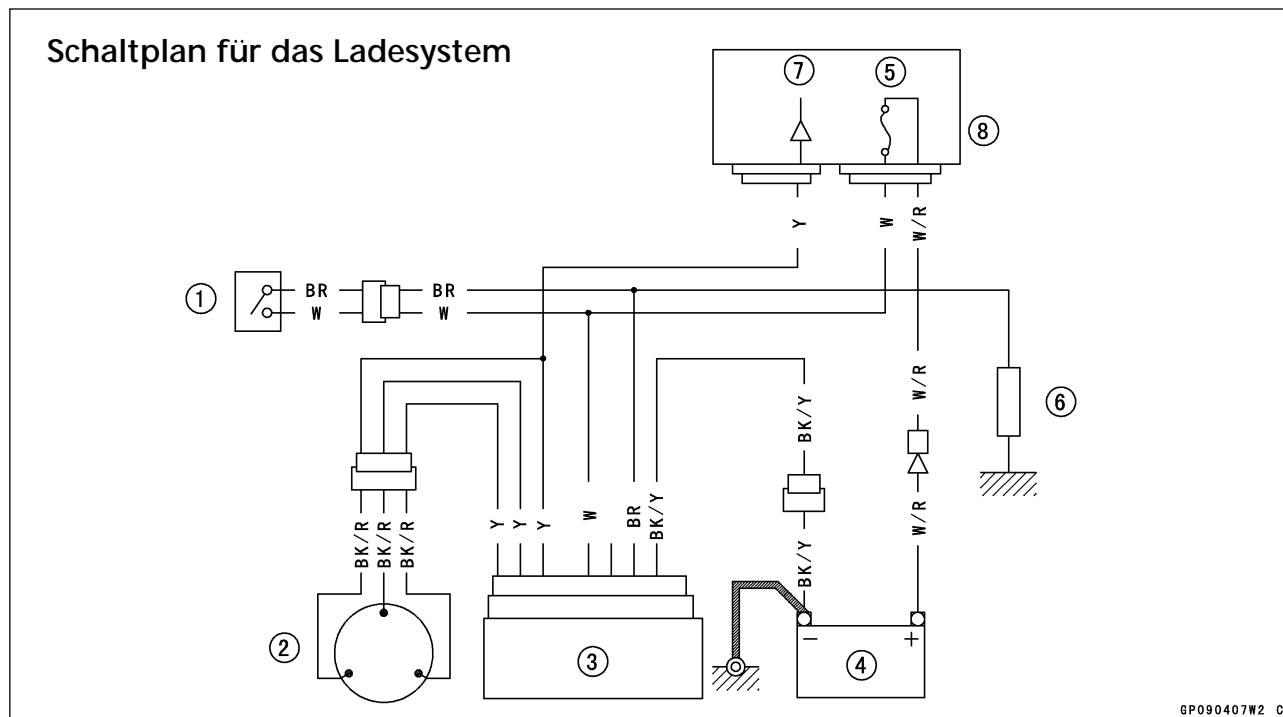 Schaltplan für das Ladesystem
⑦ ⑤
⑧
Y W W/R
① BR BR
W W
W/R
⑥
BK/Y
BK/R BK/R BK/R Y Y Y W BR BK/Y
BK/Y W/R
② ③ − + ④
GP090407W2 C